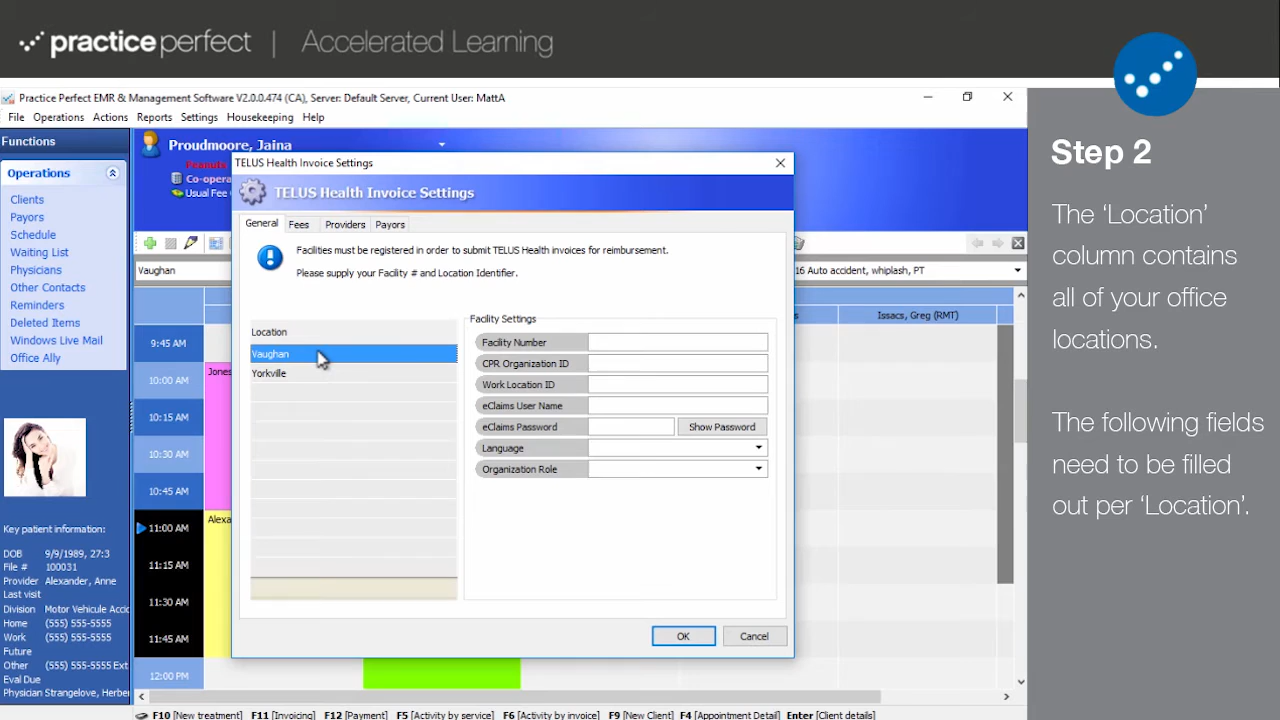 practiceperfect | Accelerated Learning
Practice Perfect EMR & Management Software V2.0.0.474 (CA), Server: Default Server, Current User: MattA
File Operations Actions Reports Settings Housekeeping Help
Functions
Operations
Clients
Payors
Schedule
Waiting List
Physicians
Other Contacts
Reminders
Deleted Items
Windows Live Mail
Office Ally
Key patient information:
DOB 9/9/1989, 27:3
File # 100031
Provider Alexander, Anne
Last visit
Division Motor Vehicule Accid
Home (555) 555-5555
Work (555) 555-5555
Future
Other (555) 555-5555 Ext
Eval Due
Physician Strangelove, Herber
Proudmoore, Jaina
Co-opera
Usual Fee
Vaughan
16 Auto accident, whiplash, PT
s
Issacs, Greg (RMT)
9:45 AM
10:00 AM
Jones
10:15 AM
10:30 AM
10:45 AM
11:00 AM
Alexa
11:15 AM
11:30 AM
11:45 AM
12:00 PM
TELUS Health Invoice Settings
TELUS Health Invoice Settings
General Fees Providers Payors
Facilities must be registered in order to submit TELUS Health invoices for reimbursement.
Please supply your Facility # and Location Identifier.
Location
Vaughan
Yorkville
Facility Settings
Facility Number
CPR Organization ID
Work Location ID
eClaims User Name
eClaims Password Show Password
Language
Organization Role
OK Cancel
F10 [New treatment] F11 [Invoicing] F12 [Payment] F5 [Activity by service] F6 [Activity by invoice] F9 [New Client] F4 [Appointment Detail] Enter [Client details]
Step 2
The ‘Location’
column contains
all of your office
locations.
The following fields
need to be filled
out per ‘Location’.